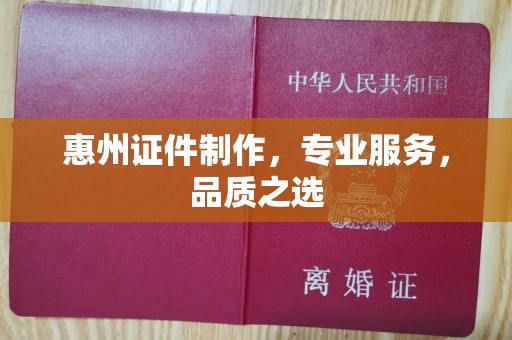 中华人民共和国
惠州证件制作，专业服务，
品质之选
离婚证